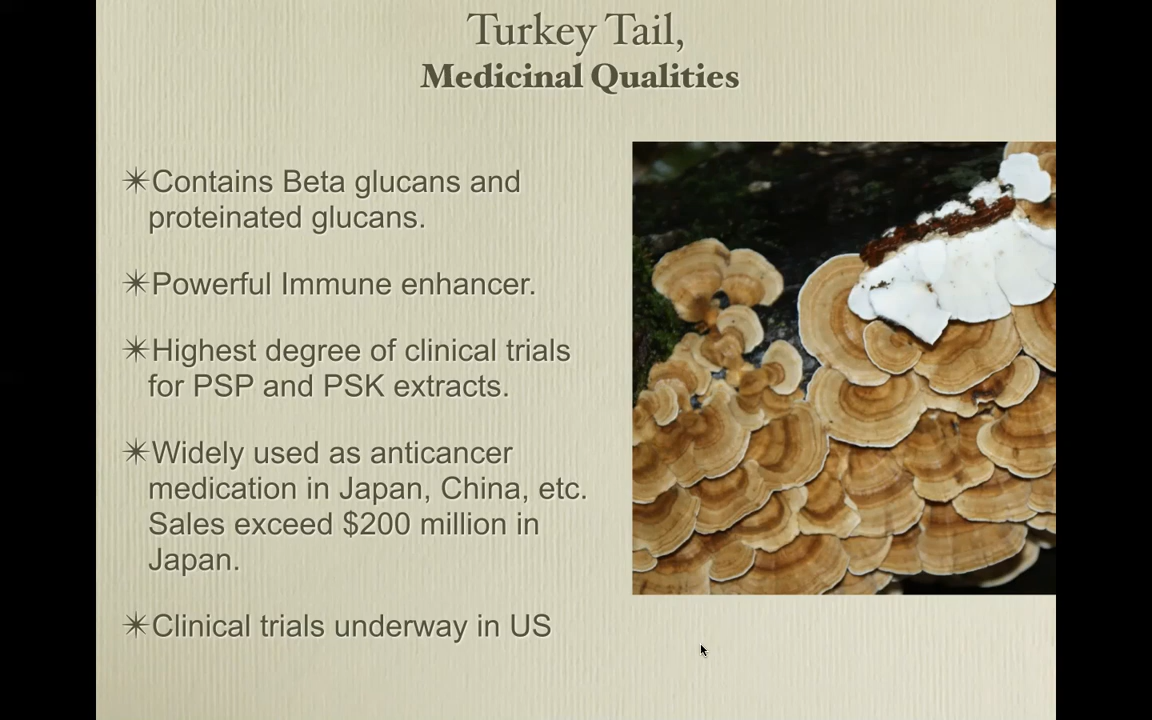 Turkey Tail,
Medicinal Qualities
✴Contains Beta glucans and
proteinated glucans.
✴Powerful Immune enhancer.
✴Highest degree of clinical trials
for PSP and PSK extracts.
✴Widely used as anticancer
medication in Japan, China, etc.
Sales exceed $200 million in
Japan.
✴Clinical trials underway in US